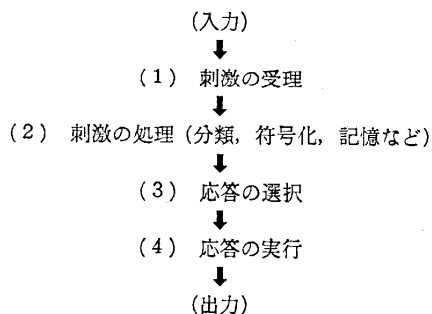 (入力)
(1) 刺激の受理
(2) 刺激の処理 (分類, 符号化, 記憶など)
(3) 応答の選択
(4) 応答の実行
(出力)